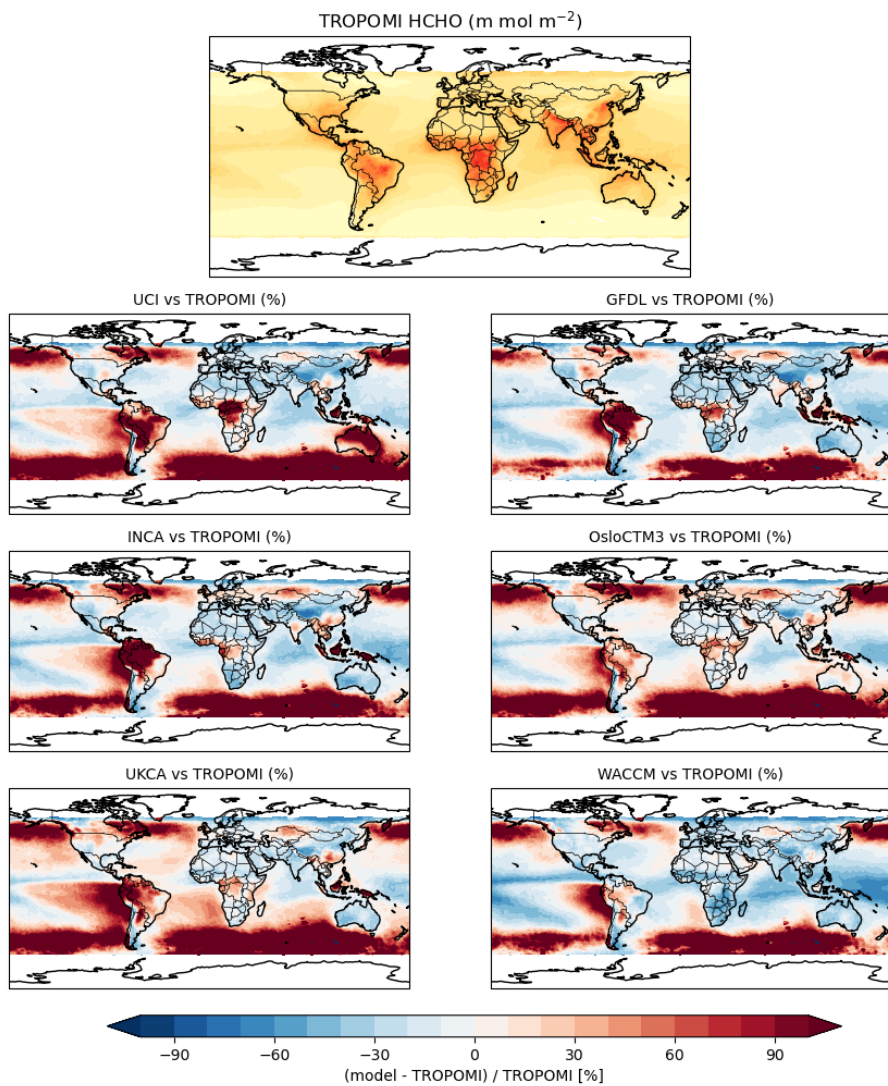 TROPOMI HCHO (m mol m⁻²)
UCI vs TROPOMI (%)
GFDL vs TROPOMI (%)
INCA vs TROPOMI (%)
OsloCTM3 vs TROPOMI (%)
UKCA vs TROPOMI (%)
WACCM vs TROPOMI (%)
−90 −60 −30 0 30 60 90
(model - TROPOMI) / TROPOMI [%]